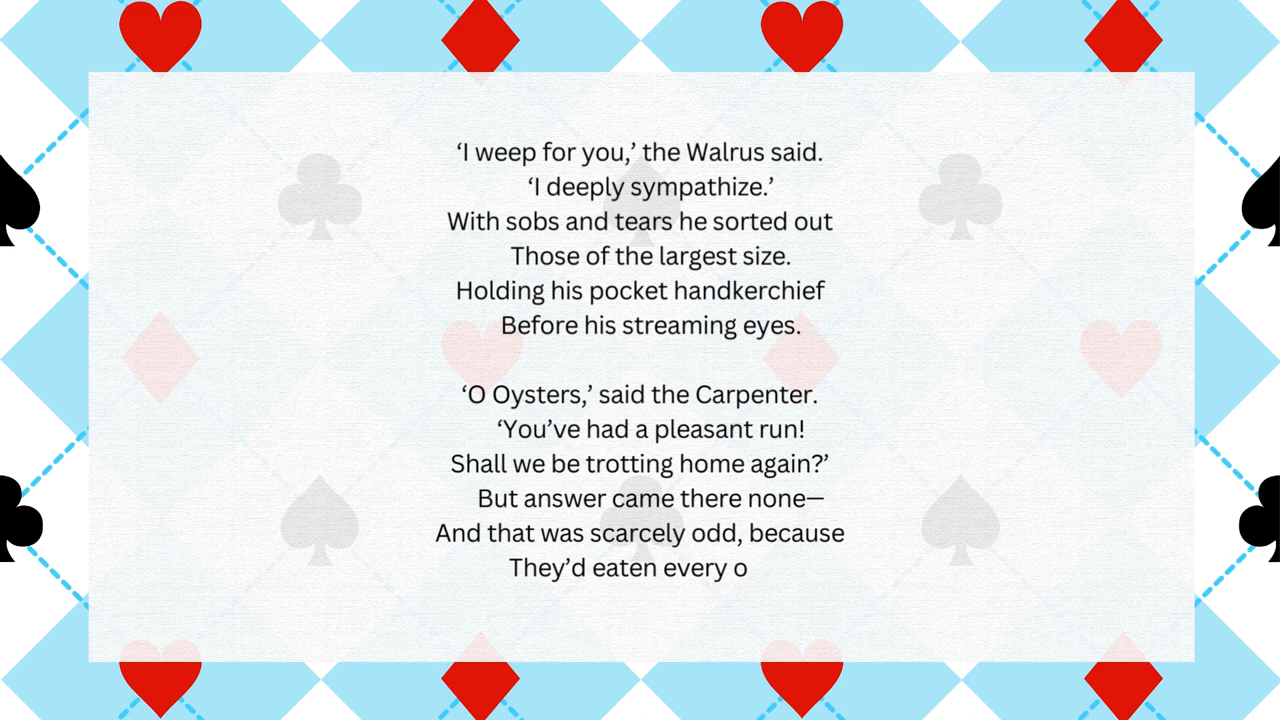 ‘I weep for you,’ the Walrus said.
‘I deeply sympathize.’
With sobs and tears he sorted out
Those of the largest size.
Holding his pocket handkerchief
Before his streaming eyes.
‘O Oysters,’ said the Carpenter.
‘You’ve had a pleasant run!
Shall we be trotting home again?’
But answer came there none—
And that was scarcely odd, because
They’d eaten every o